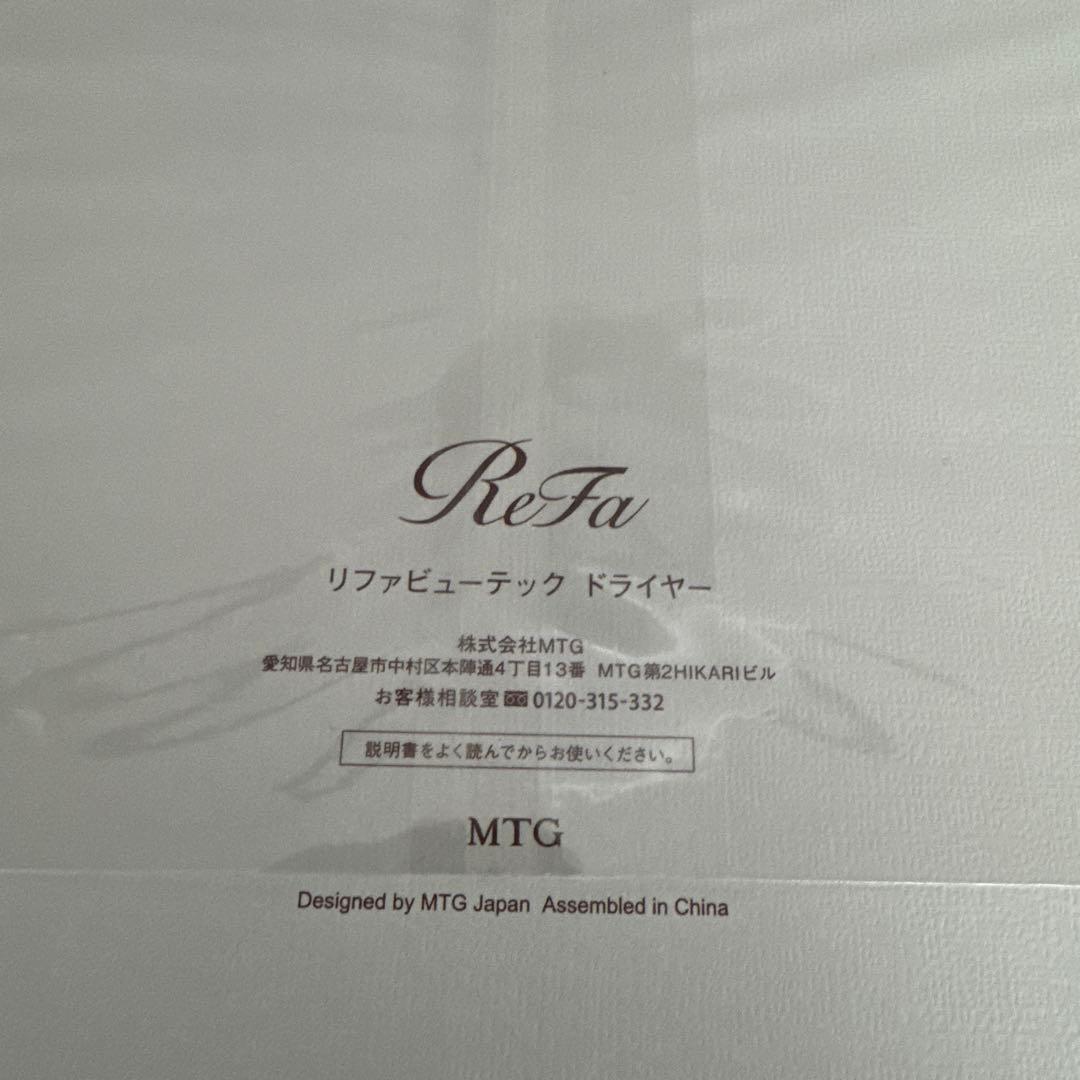 ReFa
リファビューテック ドライヤー
株式会社MTG
愛知県名古屋市中村区本陣通4丁目13番 MTG第2HIKARIビル
お客様相談室 0120-315-332
説明書をよく読んでからお使いください。
MTG
Designed by MTG Japan Assembled in China